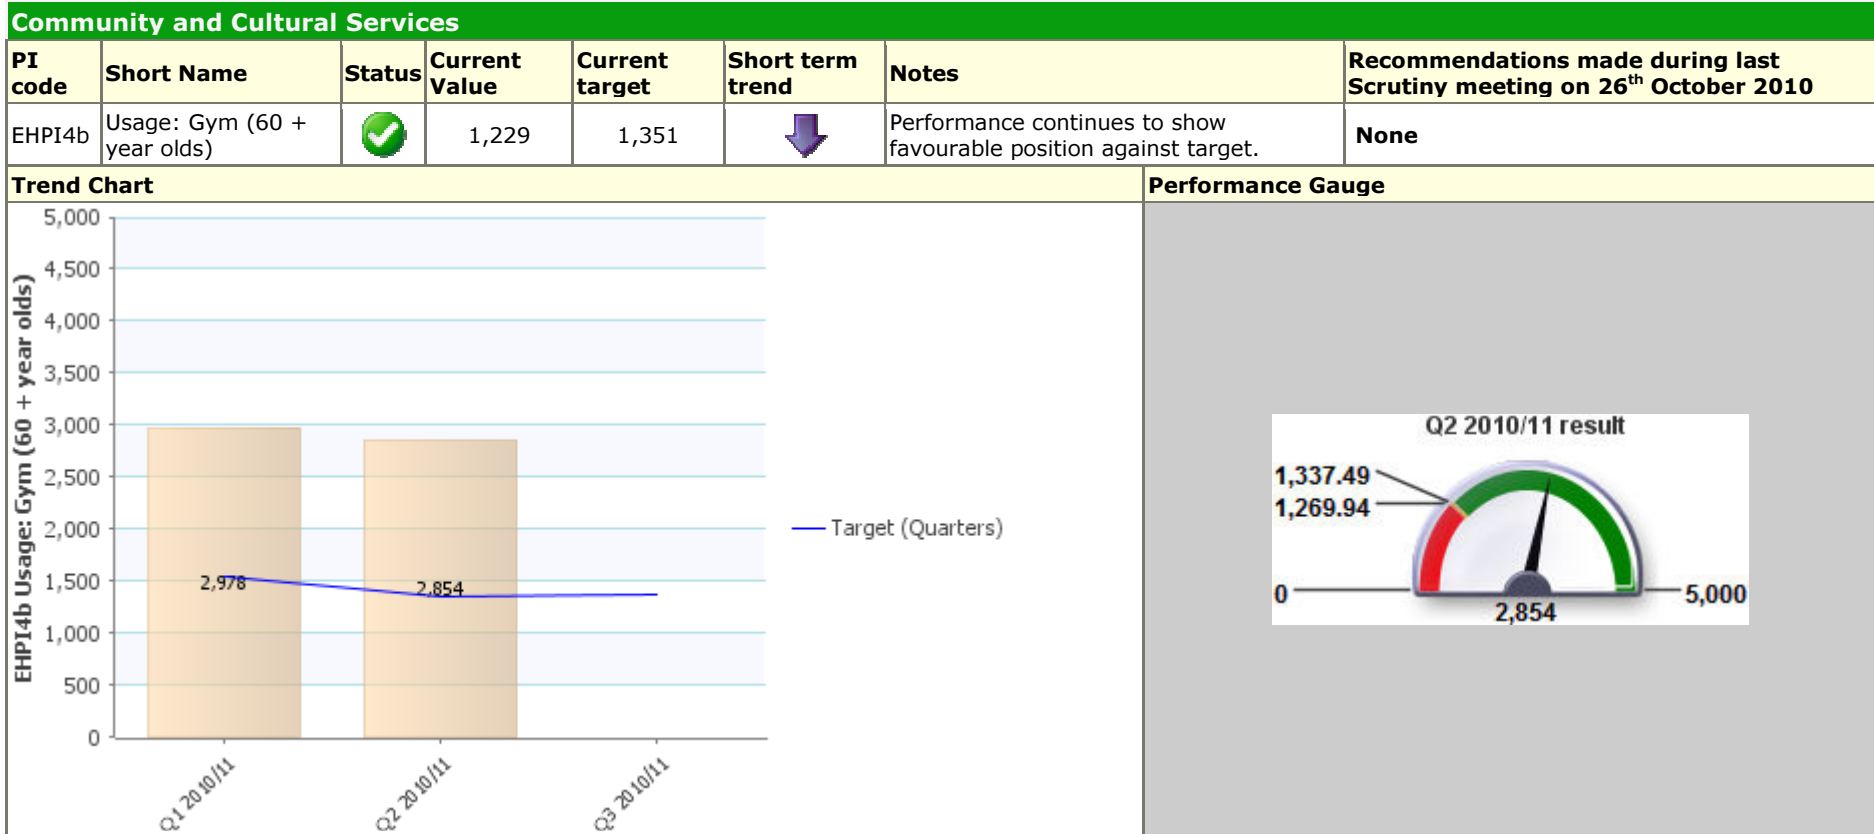 Community and Cultural Services
PI code
Short Name
Status
Current Value
Current target
Short term trend
Notes
Recommendations made during last
Scrutiny meeting on 26th October 2010
EHPI4b
Usage: Gym (60 +
year olds)
1,229
1,351
Performance continues to show
favourable position against target.
None
Trend Chart
Performance Gauge
EHPI4b Usage: Gym (60 + year olds)
5,000
4,500
4,000
3,500
3,000
2,500
2,000
1,500
1,000
500
0
2,978
2,854
Q1 2010/11
Q2 2010/11
Q3 2010/11
Target (Quarters)
Q2 2010/11 result
1,337.49
1,269.94
0
5,000
2,854